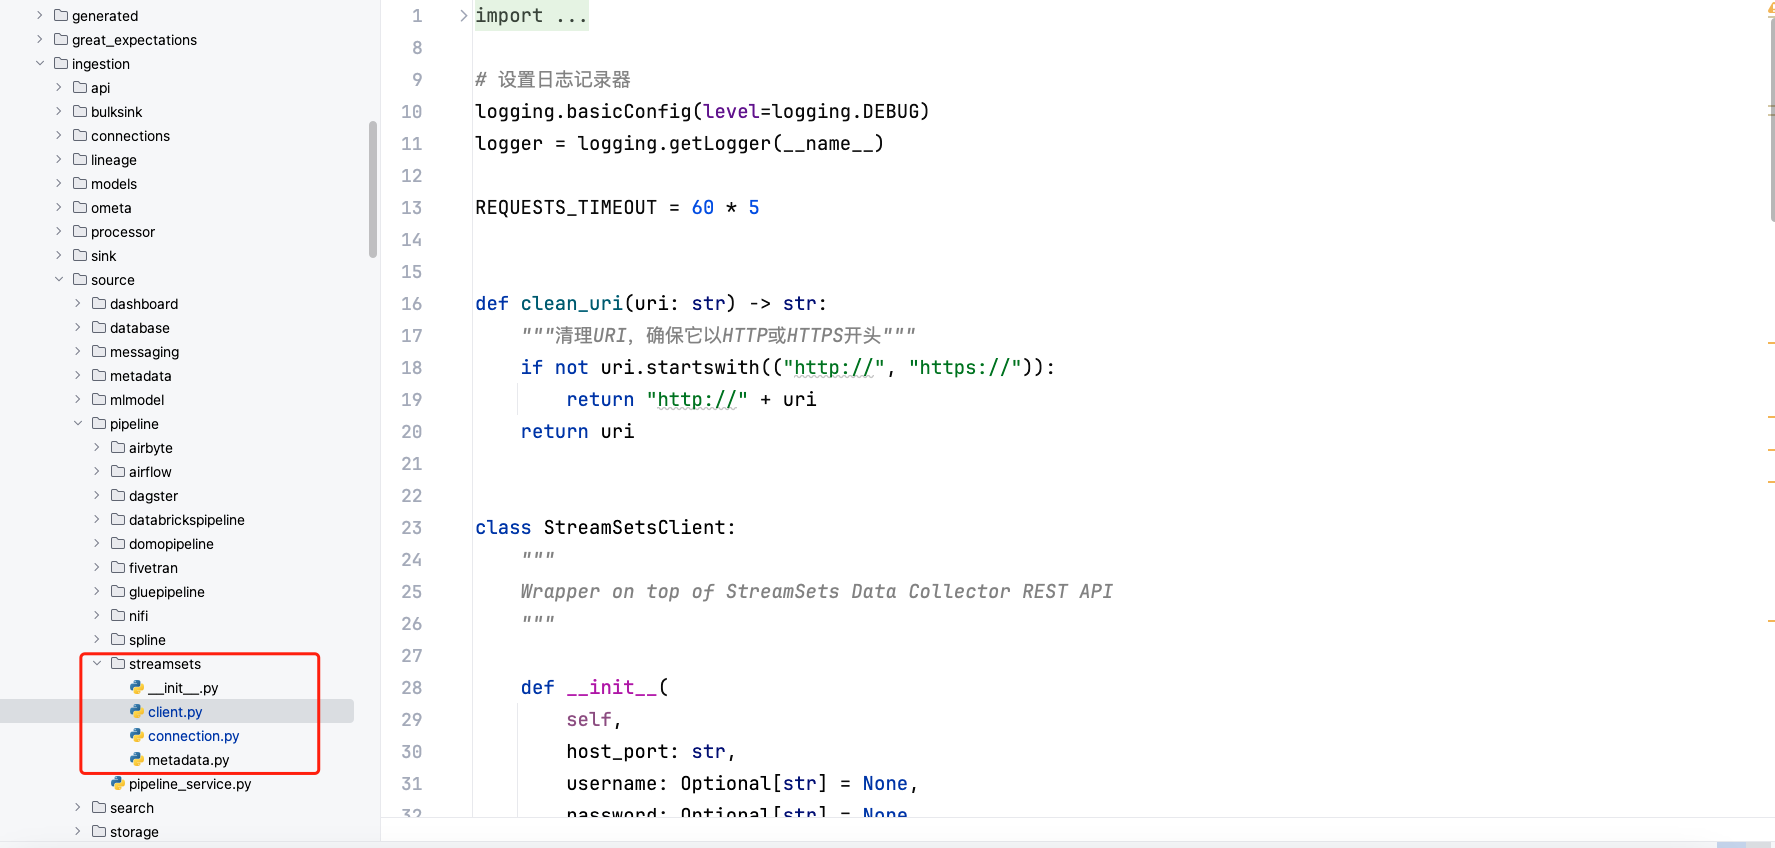 generated
great_expectations
ingestion
api
bulksink
connections
lineage
models
ometa
processor
sink
source
dashboard
database
messaging
metadata
mlmodel
pipeline
airbyte
airflow
dagster
databrickspipeline
domopipeline
fivetran
gluepipeline
nifi
spline
streamsets
__init__.py
client.py
connection.py
metadata.py
pipeline_service.py
search
storage
1 import ...
8
9 # 设置日志记录器
10 logging.basicConfig(level=logging.DEBUG)
11 logger = logging.getLogger(__name__)
12
13 REQUESTS_TIMEOUT = 60 * 5
14
15
16 def clean_uri(uri: str) -> str:
17 """清理URI，确保它以HTTP或HTTPS开头"""
18 if not uri.startswith(("http://", "https://")):
19 return "http://" + uri
20 return uri
21
22
23 class StreamSetsClient:
24 """
25 Wrapper on top of StreamSets Data Collector REST API
26 """
27
28 def __init__(
29 self,
30 host_port: str,
31 username: Optional[str] = None,
32 password: Optional[str] = None